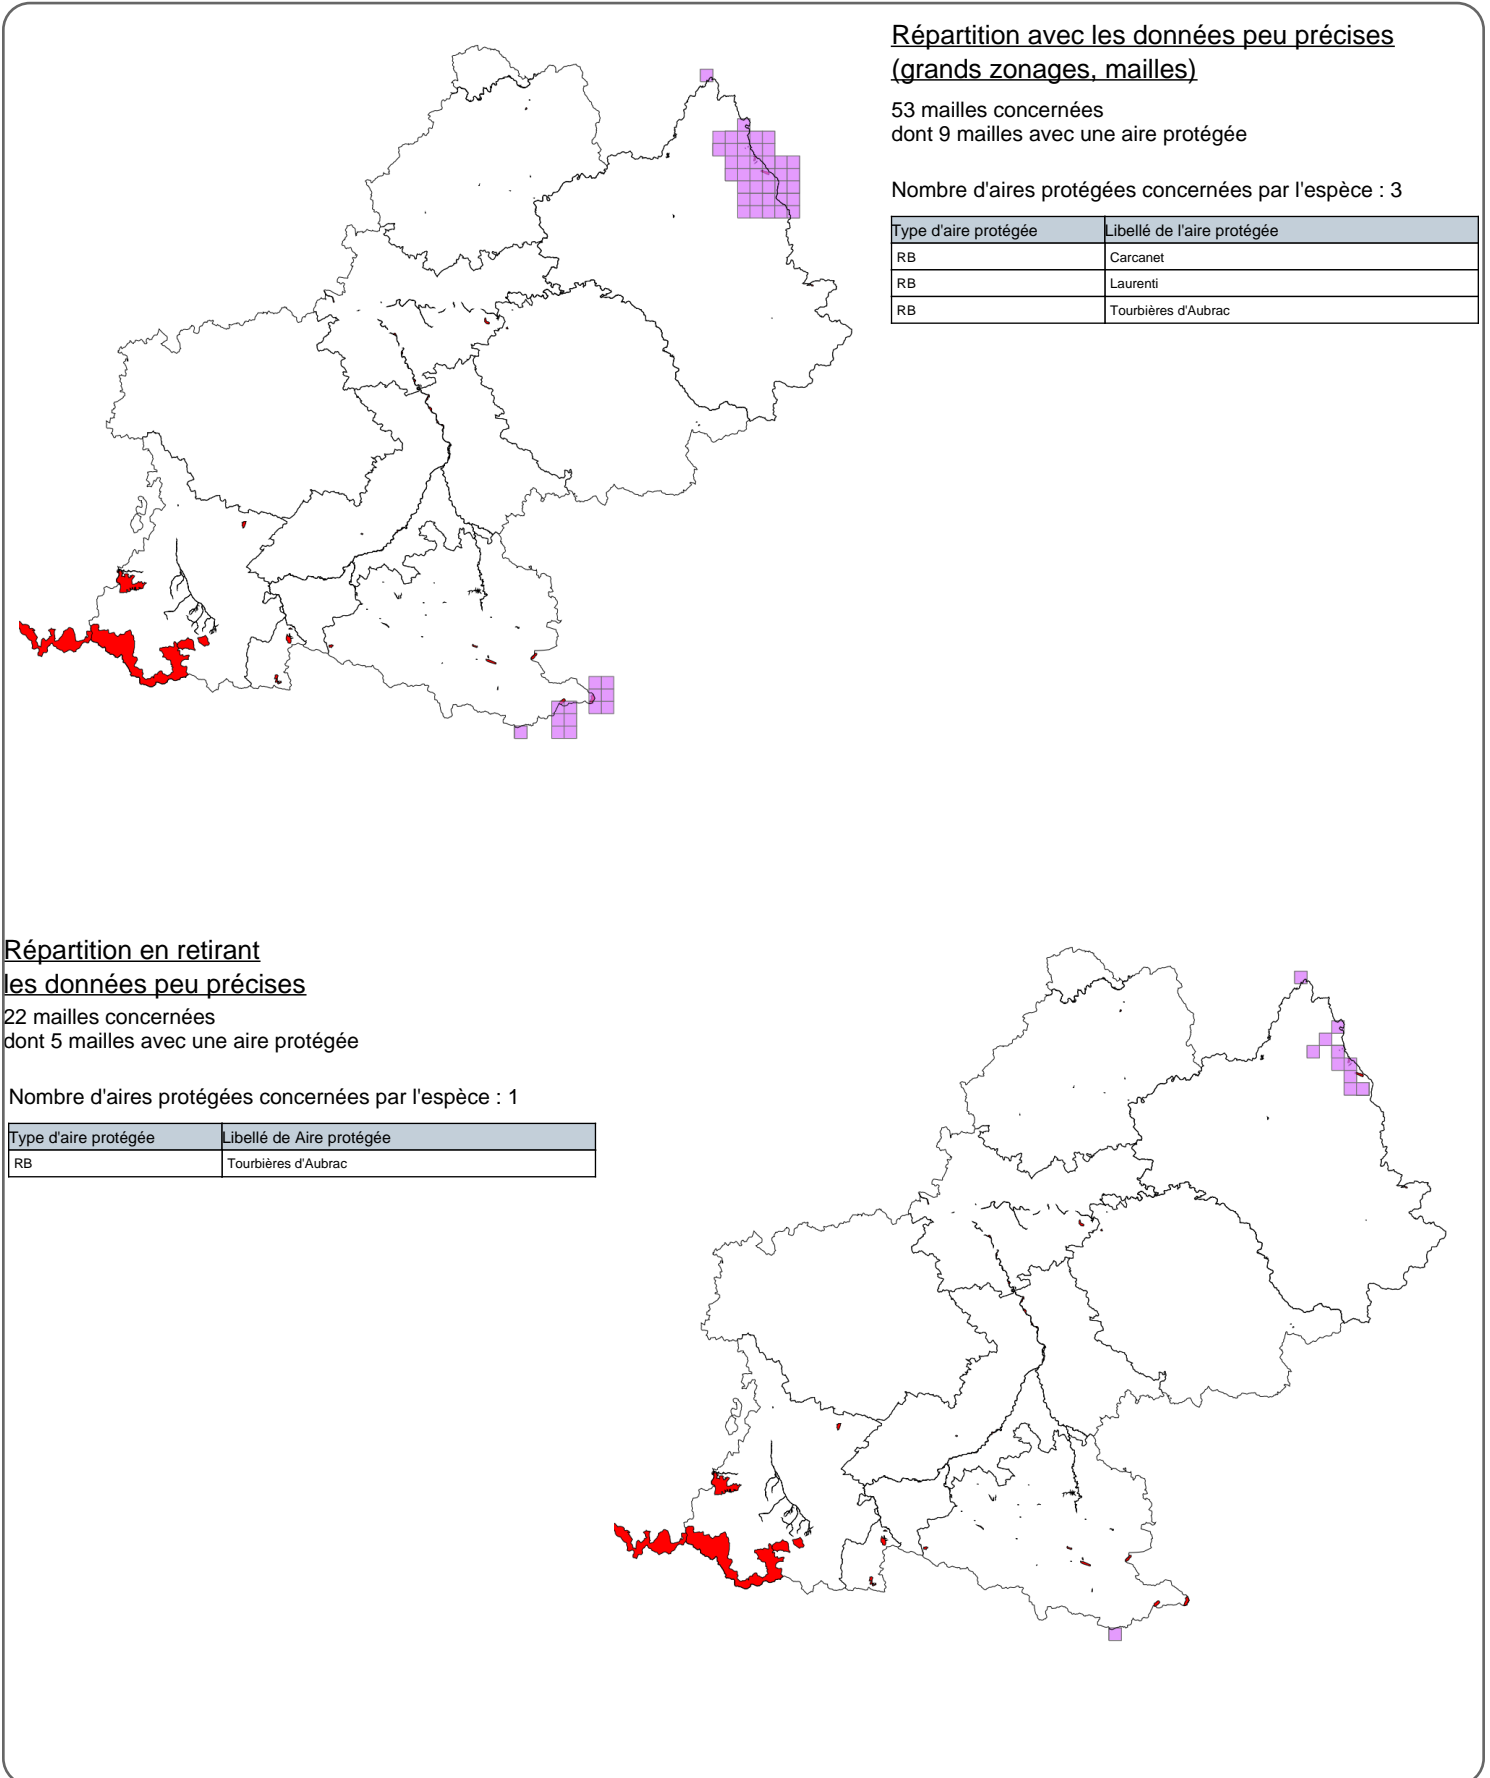 Répartition avec les données peu précises
(grands zonages, mailles)
53 mailles concernées
dont 9 mailles avec une aire protégée
Nombre d'aires protégées concernées par l'espèce : 3
Type d'aire protégée Libellé de l'aire protégée
RB Carcanet
RB Laurenti
RB Tourbières d'Aubrac
Répartition en retirant
les données peu précises
22 mailles concernées
dont 5 mailles avec une aire protégée
Nombre d'aires protégées concernées par l'espèce : 1
Type d'aire protégée Libellé de Aire protégée
RB Tourbières d'Aubrac